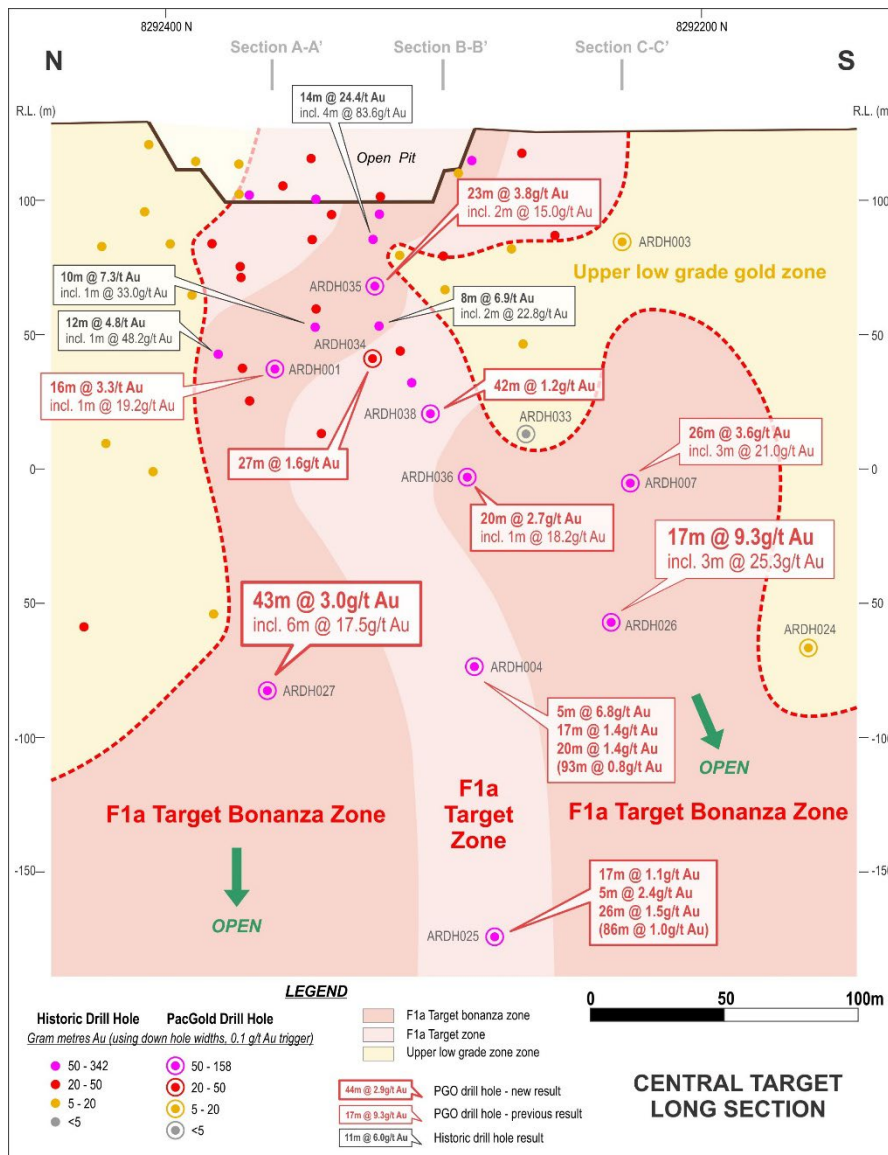 8292400 N
8292200 N
Section A-A'
Section B-B'
Section C-C'
N
S
R.L. (m)
R.L. (m)
14m @ 24.4/t Au
incl. 4m @ 83.6g/t Au
Open Pit
100
100
23m @ 3.8g/t Au
incl. 2m @ 15.0g/t Au
ARDH003
Upper low grade gold zone
10m @ 7.3/t Au
incl. 1m @ 33.0g/t Au
ARDH035
8m @ 6.9/t Au
incl. 2m @ 22.8g/t Au
50
50
12m @ 4.8/t Au
incl. 1m @ 48.2g/t Au
ARDH034
ARDH001
16m @ 3.3/t Au
incl. 1m @ 19.2g/t Au
42m @ 1.2g/t Au
ARDH038
ARDH033
27m @ 1.6g/t Au
26m @ 3.6g/t Au
incl. 3m @ 21.0g/t Au
0
0
ARDH036
ARDH007
20m @ 2.7g/t Au
incl. 1m @ 18.2g/t Au
17m @ 9.3g/t Au
incl. 3m @ 25.3g/t Au
43m @ 3.0g/t Au
incl. 6m @ 17.5g/t Au
-50
-50
ARDH026
ARDH024
ARDH027
ARDH004
5m @ 6.8g/t Au
17m @ 1.4g/t Au
20m @ 1.4g/t Au
(93m @ 0.8g/t Au
-100
-100
OPEN
F1a Target Bonanza Zone
F1a
Target
Zone
F1a Target Bonanza Zone
-150
-150
OPEN
17m @ 1.1g/t Au
5m @ 2.4g/t Au
26m @ 1.5g/t Au
(86m @ 1.0g/t Au)
ARDH025
LEGEND
Historic Drill Hole
PacGold Drill Hole
Gram metres Au (using down hole widths, 0.1 g/t Au trigger)
50 - 342
20 - 50
5 - 20
<5
50 - 158
20 - 50
5 - 20
<5
F1a Target bonanza zone
F1a Target zone
Upper low grade zone zone
44m @ 2.9g/t Au
PGO drill hole - new result
17m @ 9.3g/t Au
PGO drill hole - previous result
11m @ 6.0g/t Au
Historic drill hole result
0
50
100m
CENTRAL TARGET
LONG SECTION